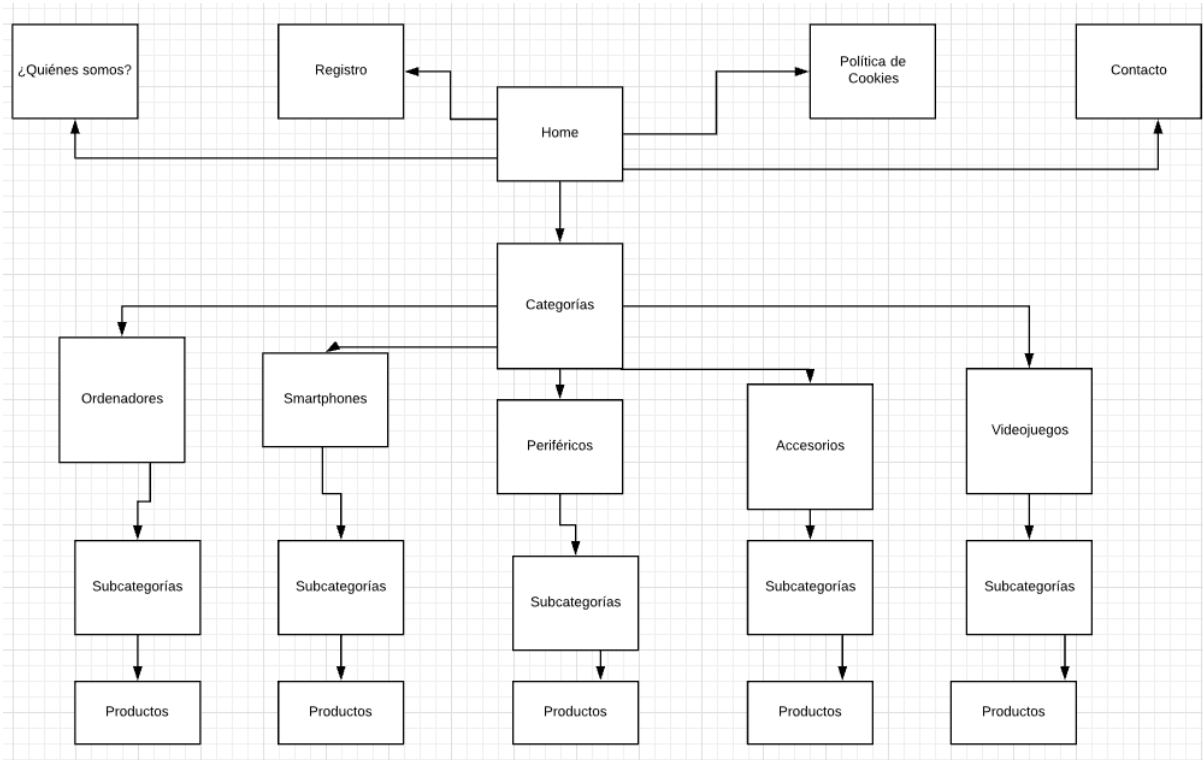 ¿Quiénes somos?
Registro
Política de
Cookies
Contacto
Home
Categorías
Ordenadores
Smartphones
Periféricos
Accesorios
Videojuegos
Subcategorías
Subcategorías
Subcategorías
Subcategorías
Subcategorías
Productos
Productos
Productos
Productos
Productos